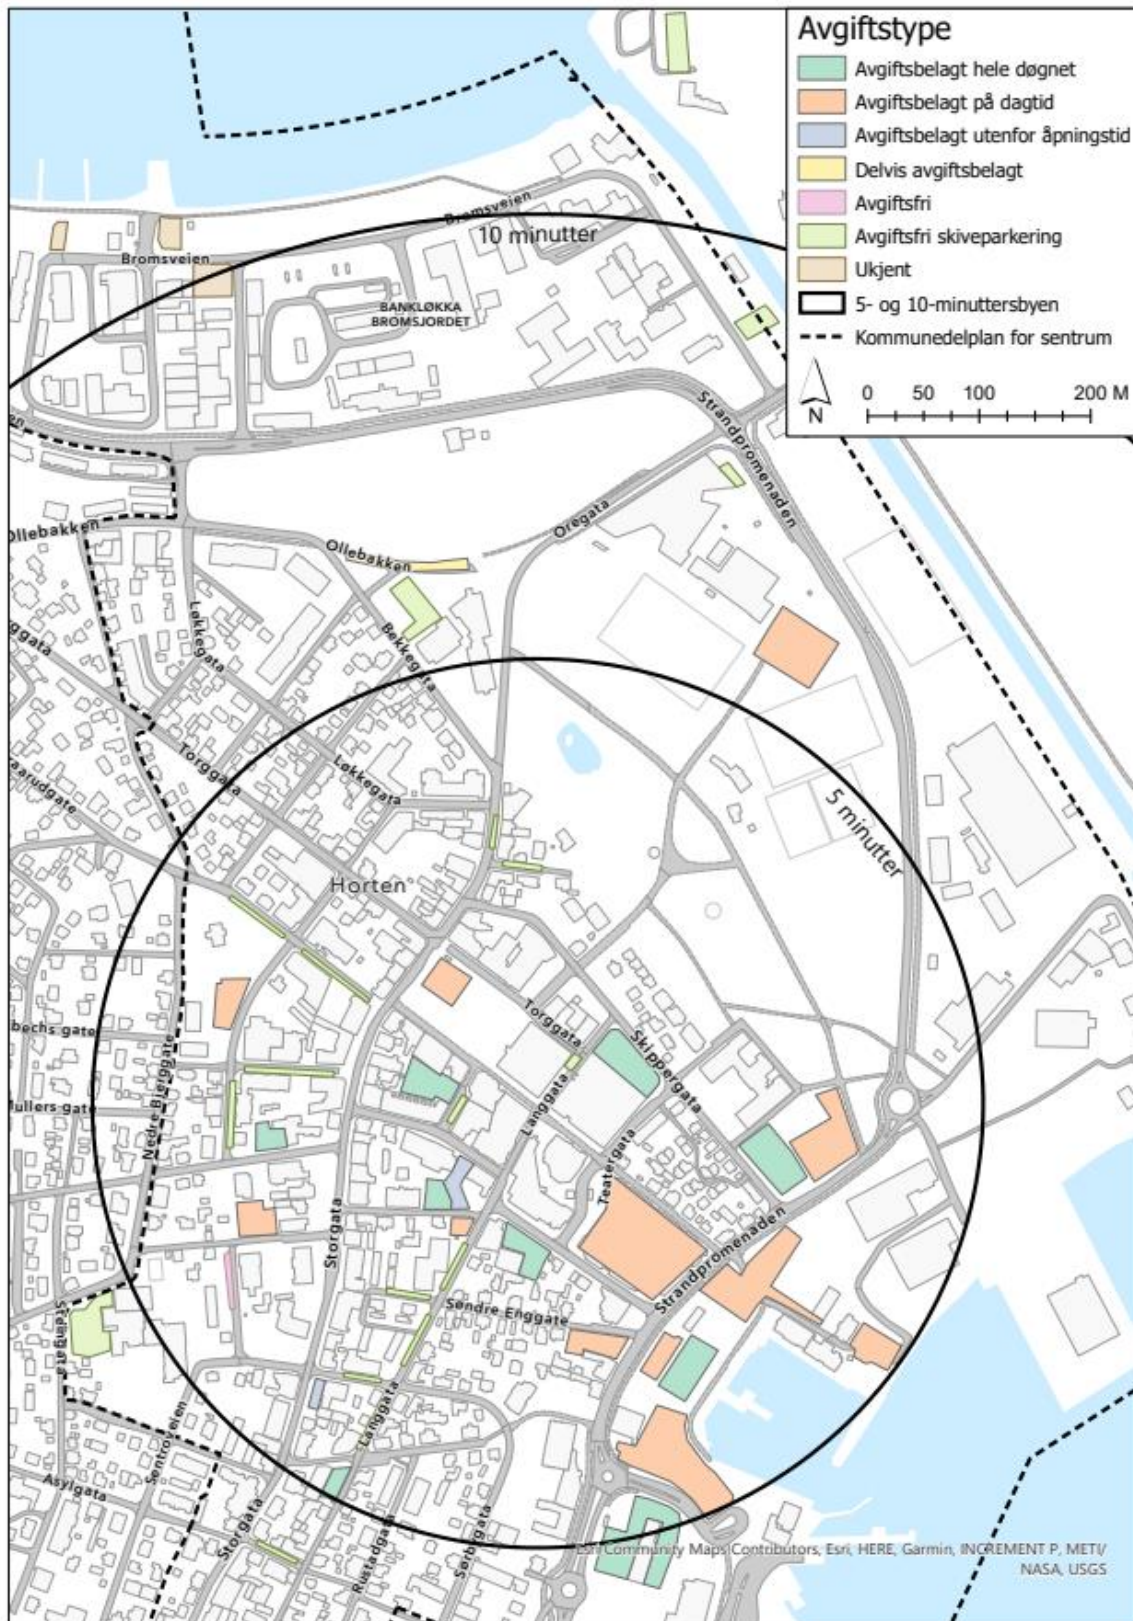 Avgiftstype
Avgiftsbelagt hele døgnet
Avgiftsbelagt på dagtid
Avgiftsbelagt utenfor åpningstid
Delvis avgiftsbelagt
Avgiftsfri
Avgiftsfri skiveparkering
Ukjent
5- og 10-minuttersbyen
Kommunedelplan for sentrum
N
0 50 100 200 M
Bromsveien
10 minutter
Bromsveien
BANKLØKKA
BROMSJORDET
Strandpromenaden
Oregata
Ollebakken
Ollebakken
Løkkegata
Bekkegata
Torggata
Løkkegata
5 minutter
Horten
Torggata
Skippergata
Langgata
Teatergata
Nedre Bjerggate
Storgata
Strandpromenaden
Søndre Enggate
Langgata
Sentrøveien
Asylgata
Storgata
Rustadgata
Sørbygata
Esri Community Maps Contributors, Esri, HERE, Garmin, INCREMENT P, METI/
NASA, USGS